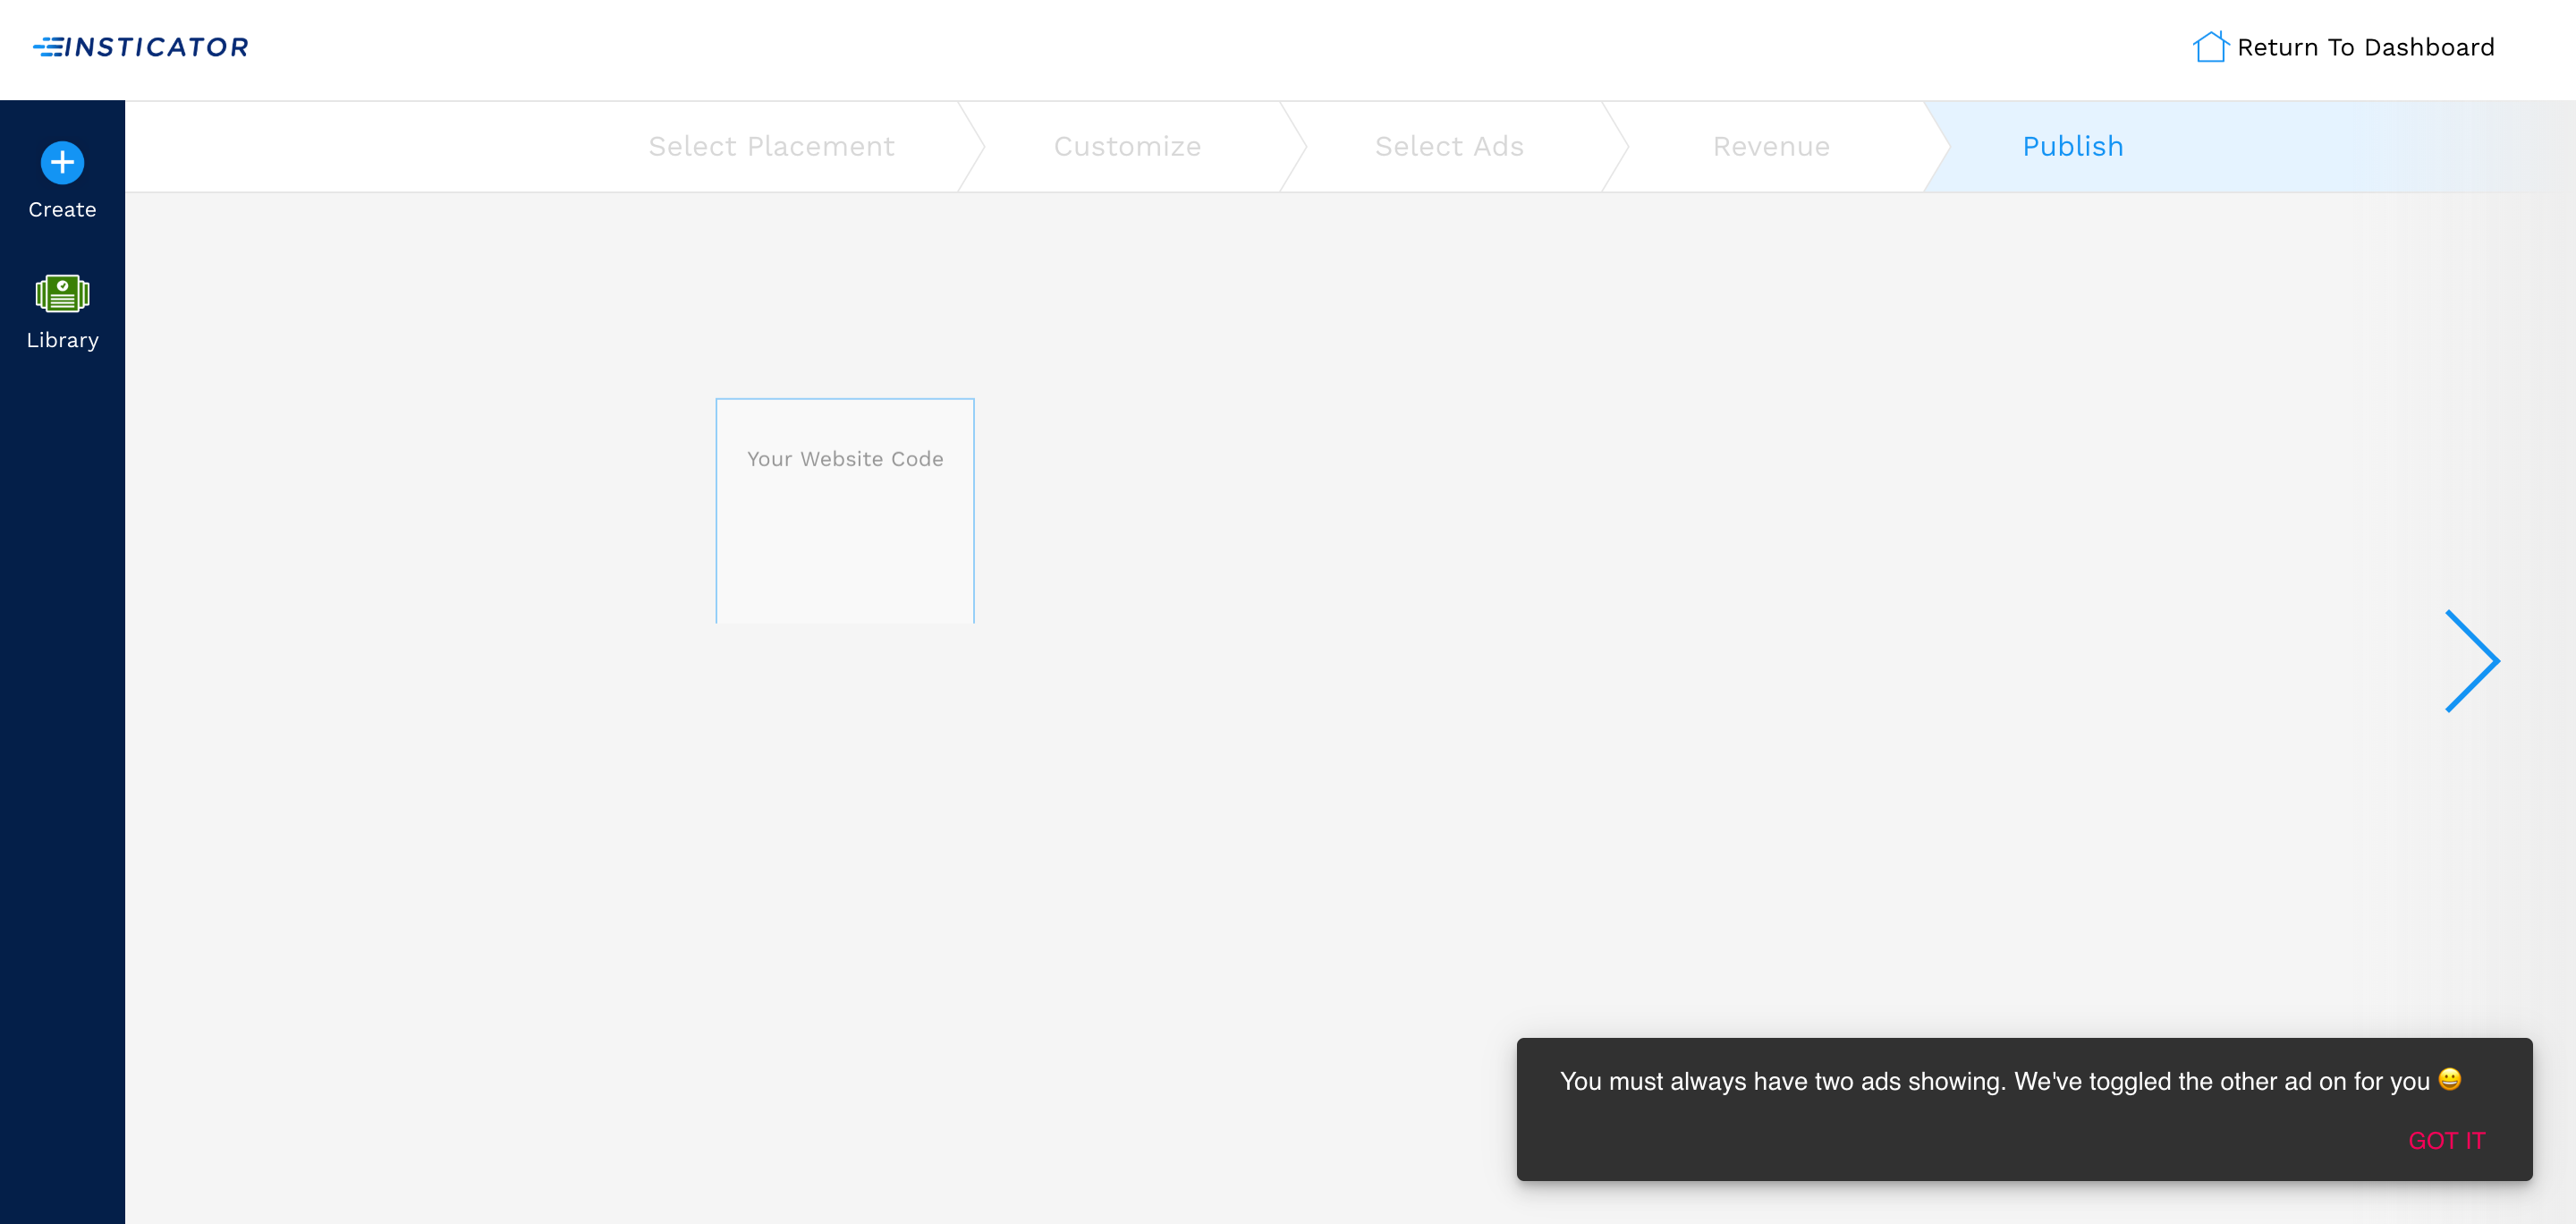 INSTICATOR
Return To Dashboard
Select Placement
Customize
Select Ads
Revenue
Publish
Create
Library
Your Website Code
You must always have two ads showing. We've toggled the other ad on for you 😀
GOT IT